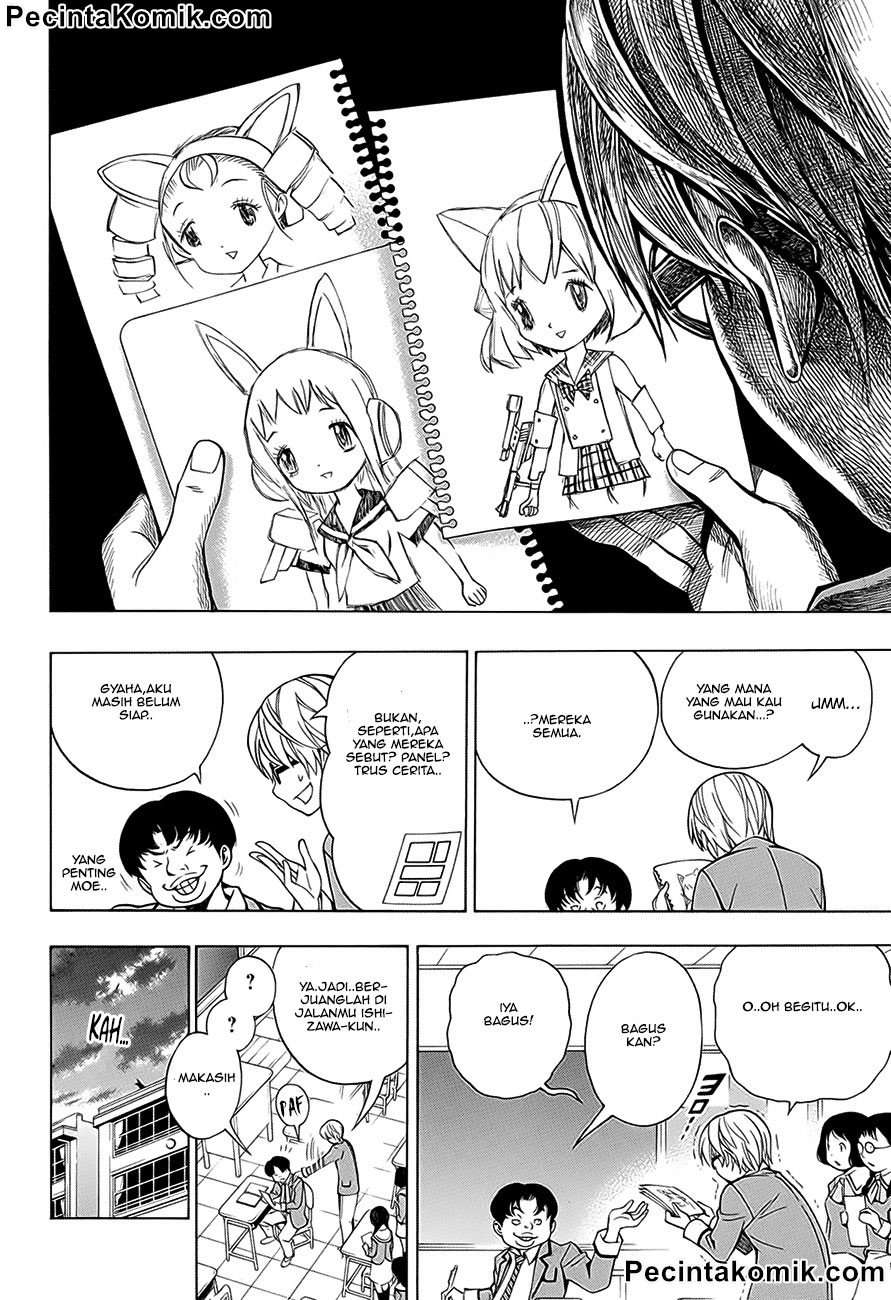 PecintaKomik.com
UMM...
YANG MANA
YANG MAU KAU
GUNAKAN...?
..?MEREKA
SEMUA.
BUKAN,
SEPERTI,APA
YANG MEREKA
SEBUT? PANEL?
TRUS CERITA..
GYAHA,AKU
MASIH BELUM
SIAP..
YANG
PENTING
MOE..
O..OH BEGITU..OK..
BAGUS
KAN?
IYA
BAGUS!
ヨロ...
YA.JADI..BER-
JUANGLAH DI
JALANMU ISHI-
ZAWA-KUN..
?
?
MAKASIH
..
PAF
KAH...
PecintaKomik.com